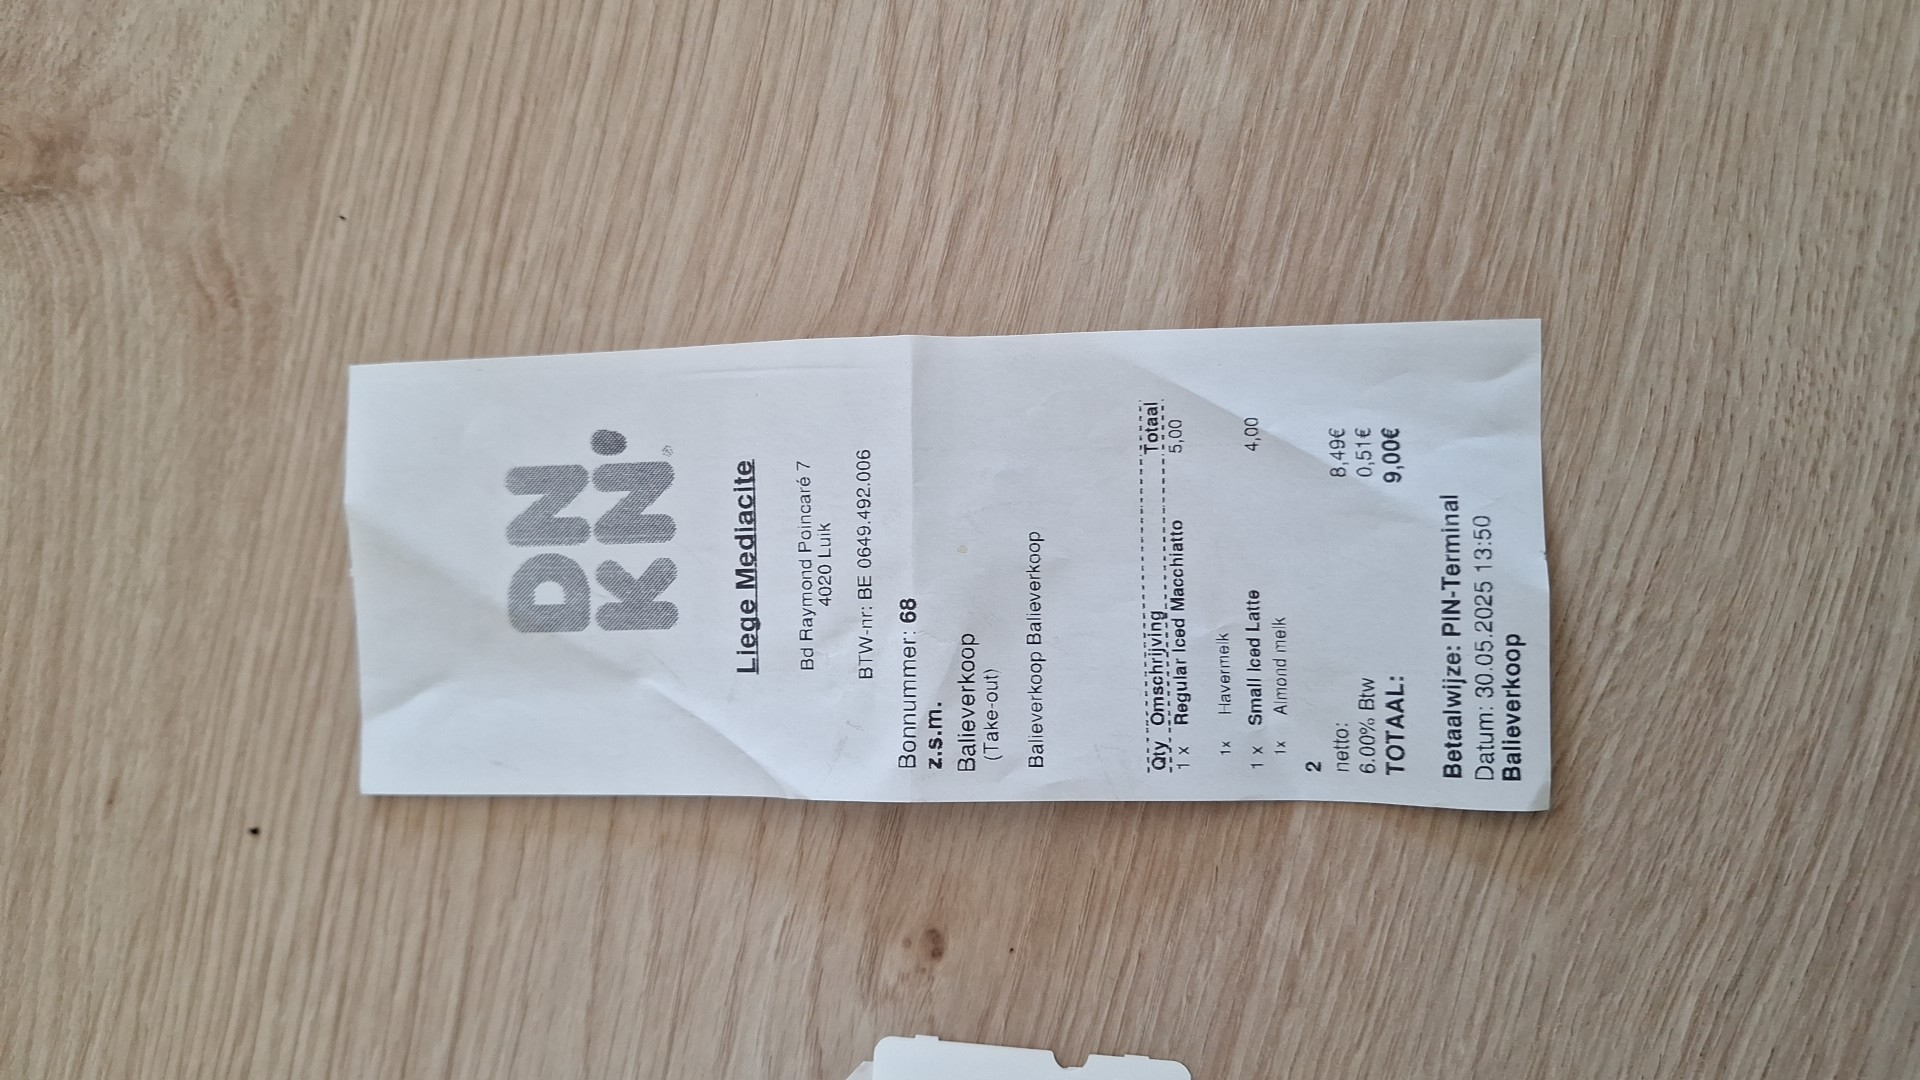 DN
KN.®
Liege Mediacite
Bd Raymond Poincaré 7
4020 Luik
BTW-nr: BE 0649.492.006
Bonnummer: 68
z.s.m.
Balieverkoop
(Take-out)
Balieverkoop Balieverkoop
Qty Omschrijving Totaal
1 x Regular Iced Macchiatto 5,00
1x Havermelk
1 x Small Iced Latte 4,00
1x Almond melk
2
netto: 8,49€
6.00% Btw 0,51€
TOTAAL: 9,00€
Betaalwijze: PIN-Terminal
Datum: 30.05.2025 13:50
Balieverkoop